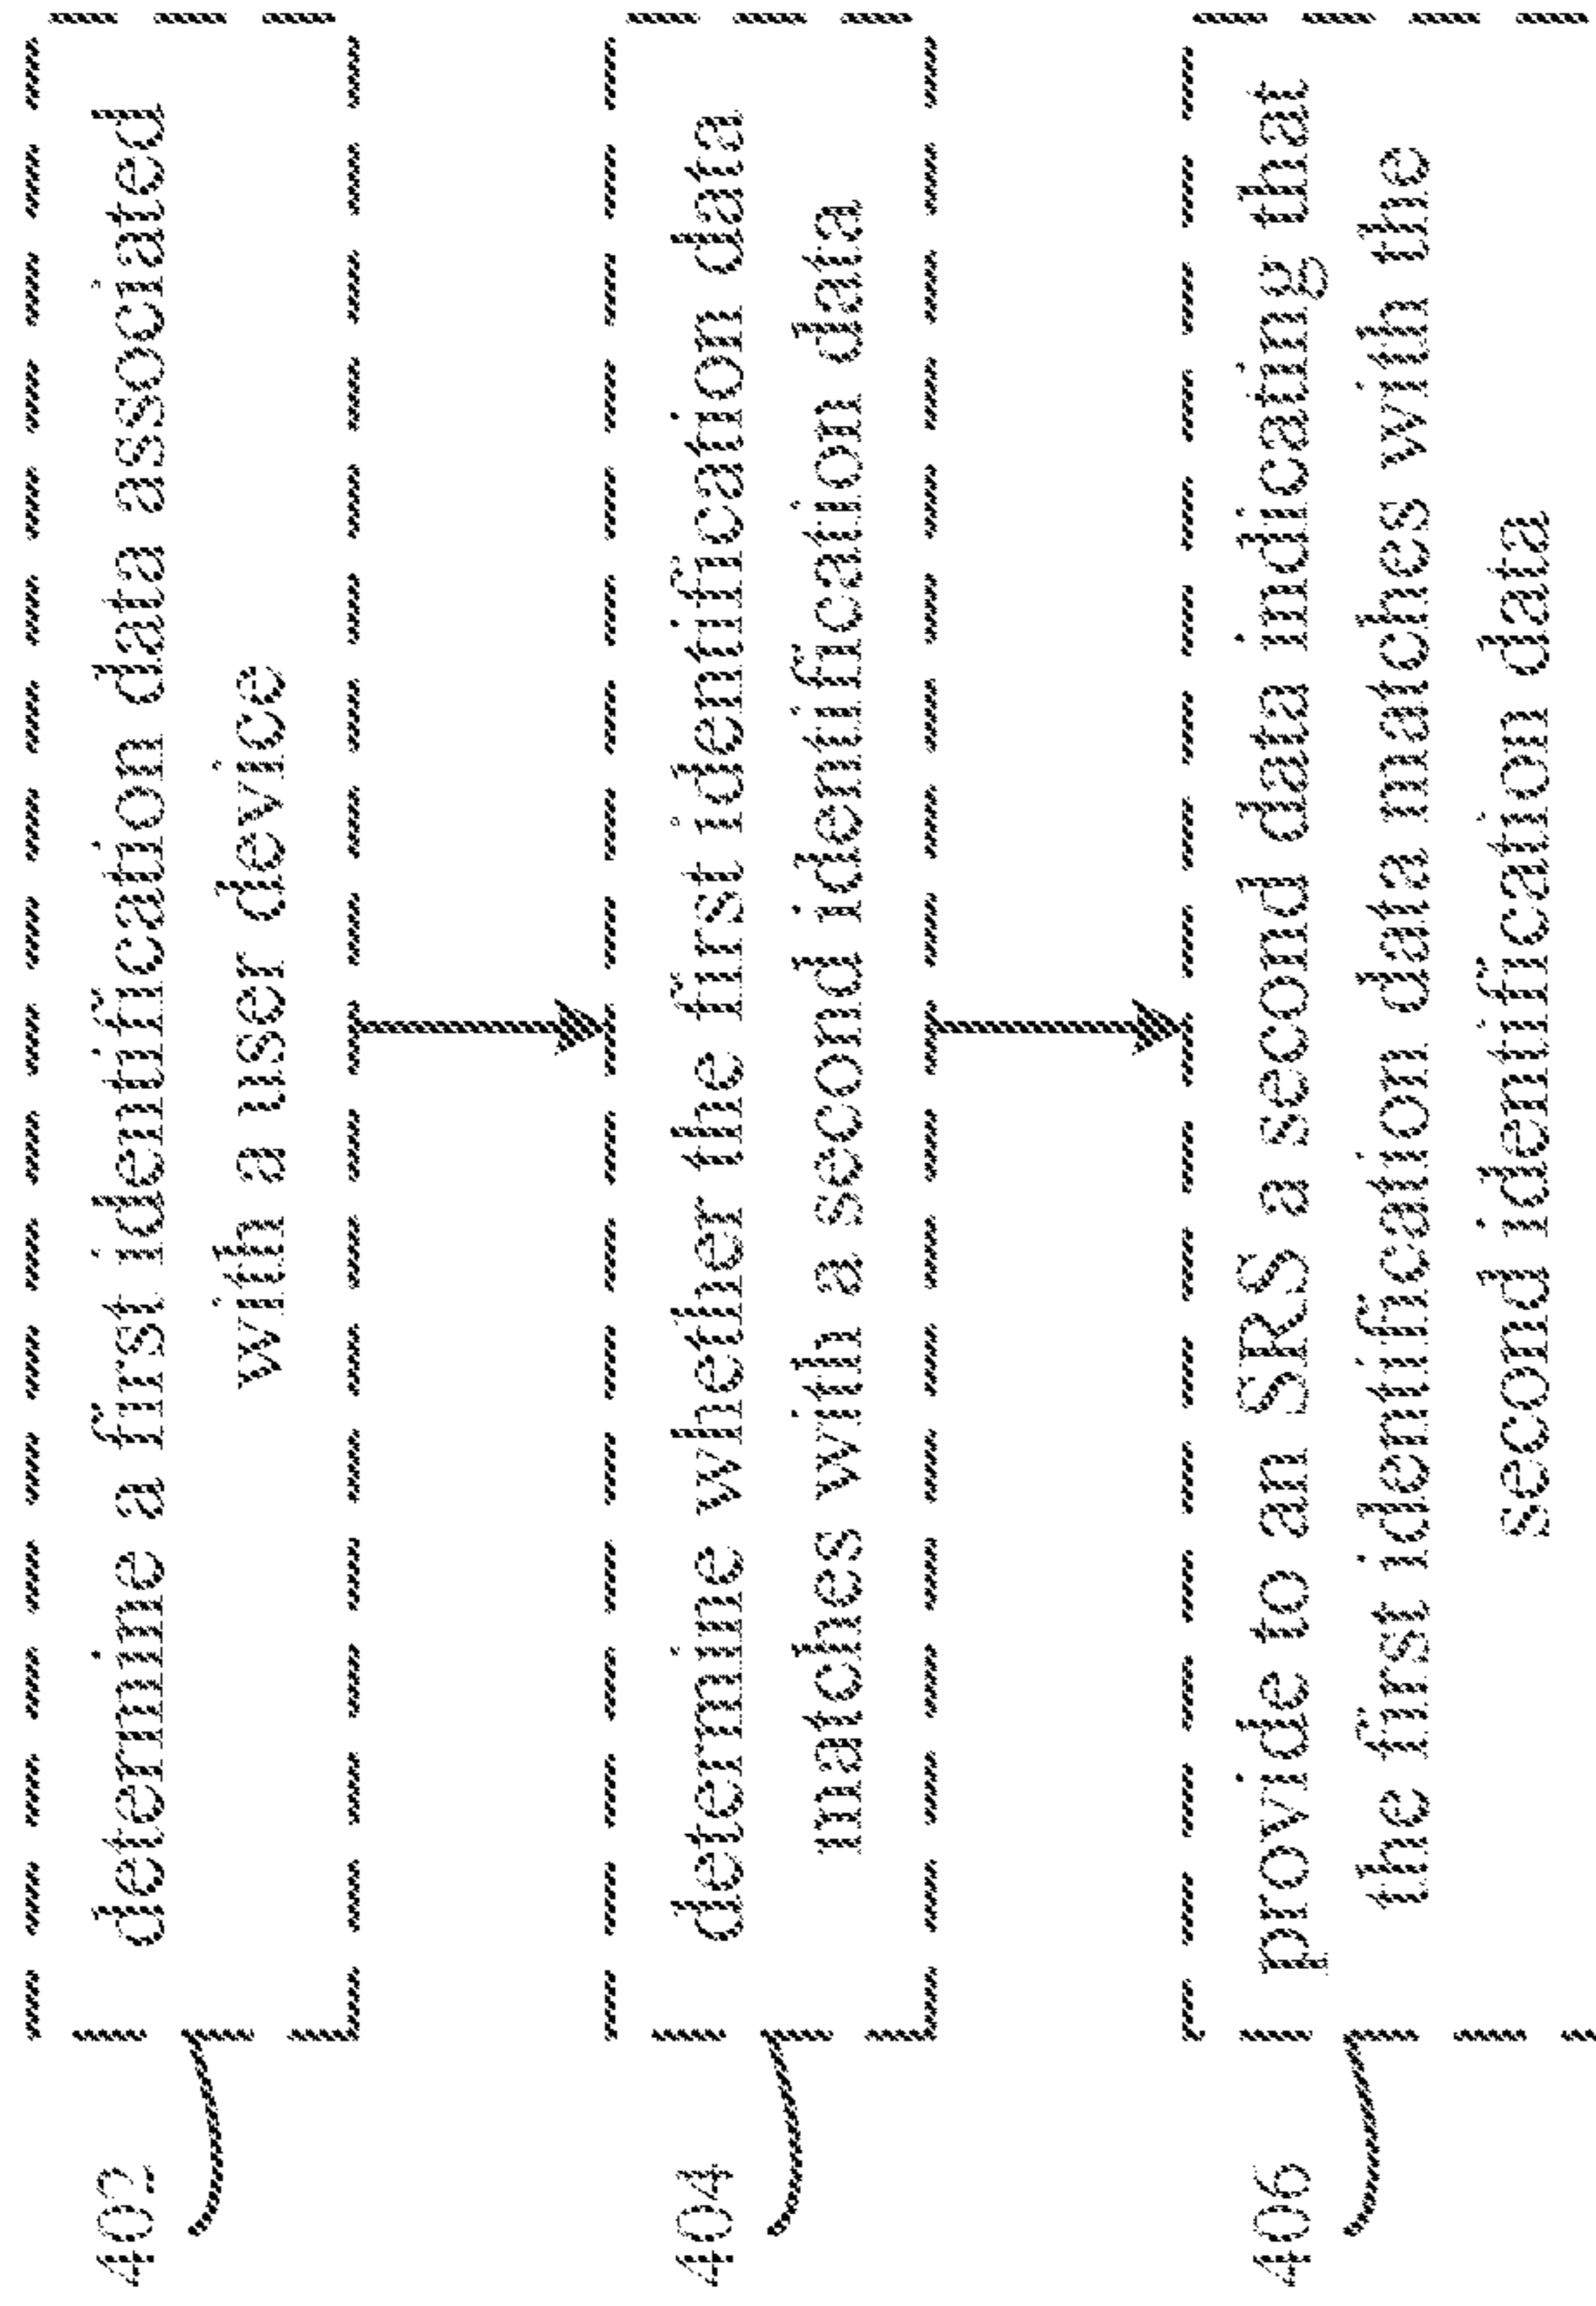 402
determine a first identification data associated
with a user device
404
determine whether the first identification data
matches with a second identification data
406
provide to an SRS a second data indicating that
the first identification data matches with the
second identification data